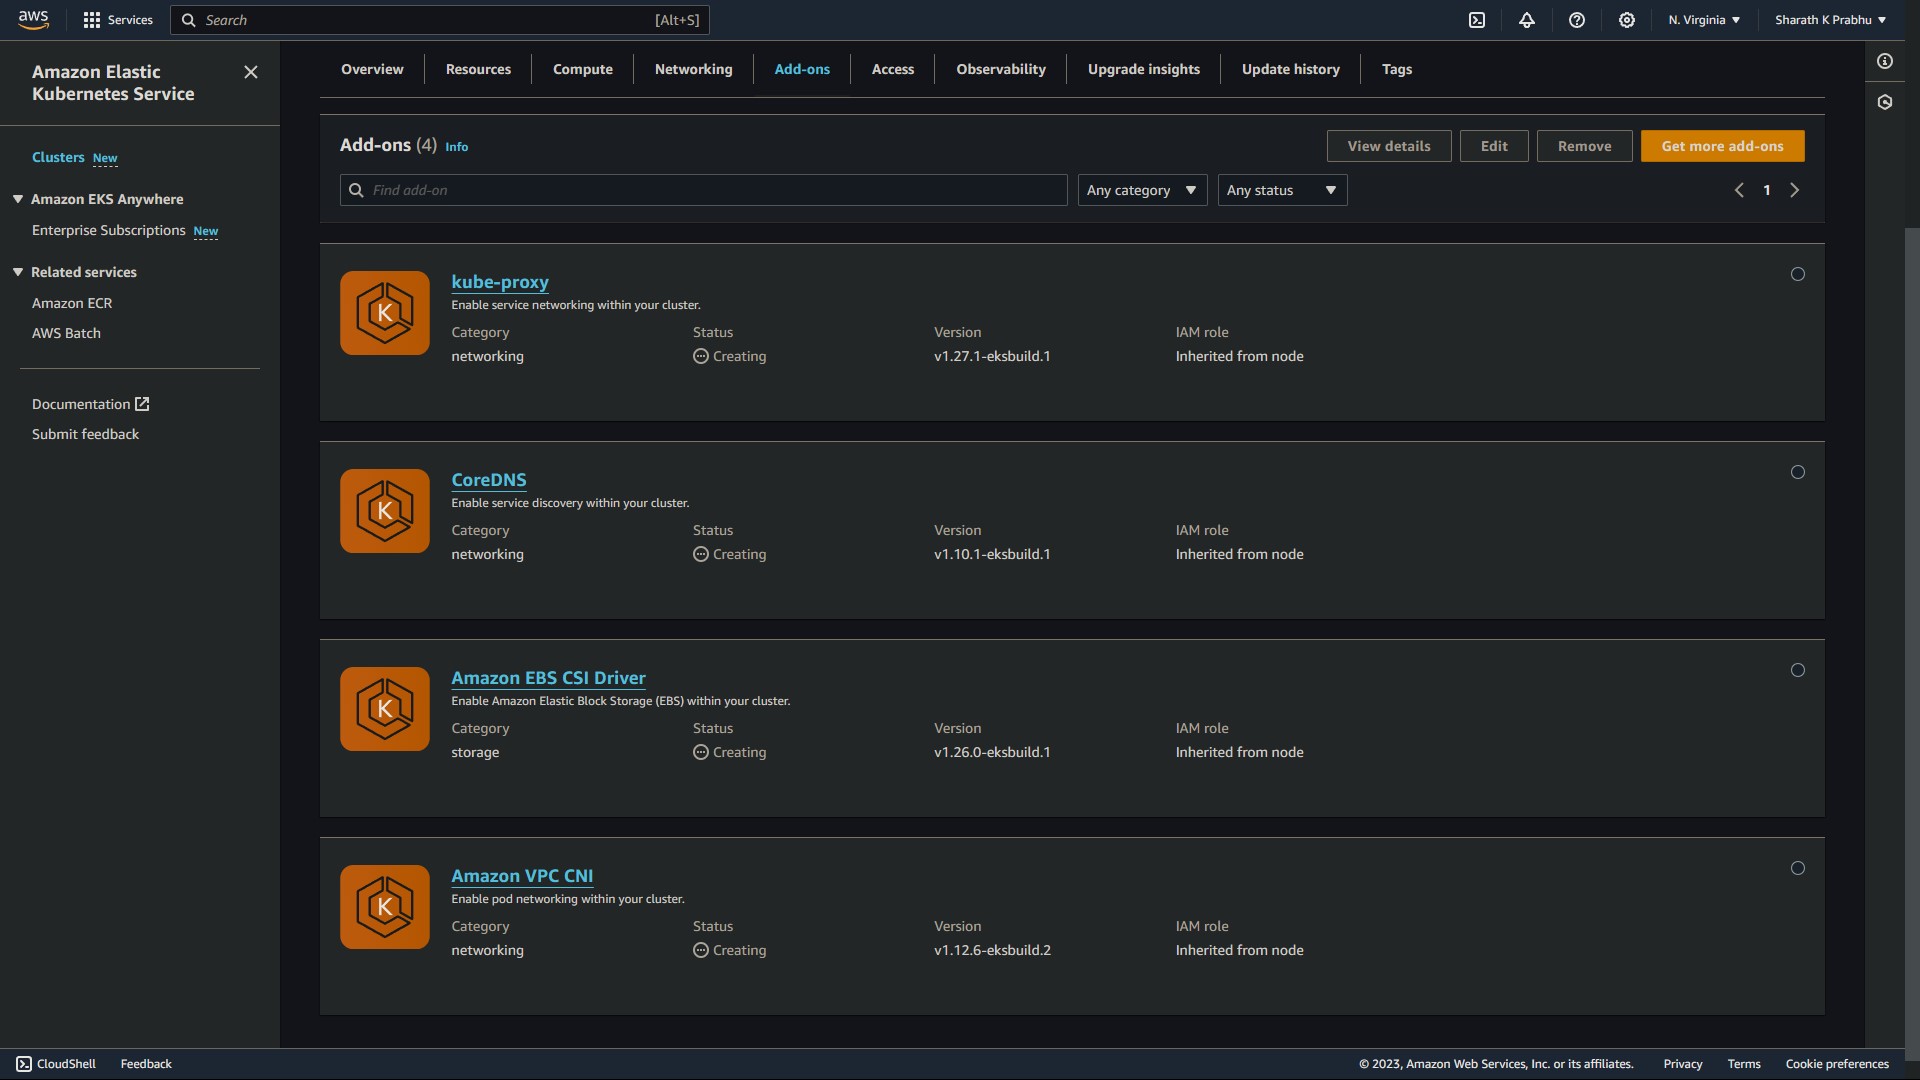 aws
Services
Search [Alt+S]
N. Virginia ▼
Sharath K Prabhu ▼
Amazon Elastic
Kubernetes Service
Clusters New
Amazon EKS Anywhere
Enterprise Subscriptions New
Related services
Amazon ECR
AWS Batch
Documentation
Submit feedback
Overview
Resources
Compute
Networking
Add-ons
Access
Observability
Upgrade insights
Update history
Tags
Add-ons (4) Info
View details
Edit
Remove
Get more add-ons
Find add-on
Any category
Any status
1
K
kube-proxy
Enable service networking within your cluster.
Category Status Version IAM role
networking Creating v1.27.1-eksbuild.1 Inherited from node
K
CoreDNS
Enable service discovery within your cluster.
Category Status Version IAM role
networking Creating v1.10.1-eksbuild.1 Inherited from node
K
Amazon EBS CSI Driver
Enable Amazon Elastic Block Storage (EBS) within your cluster.
Category Status Version IAM role
storage Creating v1.26.0-eksbuild.1 Inherited from node
K
Amazon VPC CNI
Enable pod networking within your cluster.
Category Status Version IAM role
networking Creating v1.12.6-eksbuild.2 Inherited from node
CloudShell
Feedback
© 2023, Amazon Web Services, Inc. or its affiliates.
Privacy
Terms
Cookie preferences